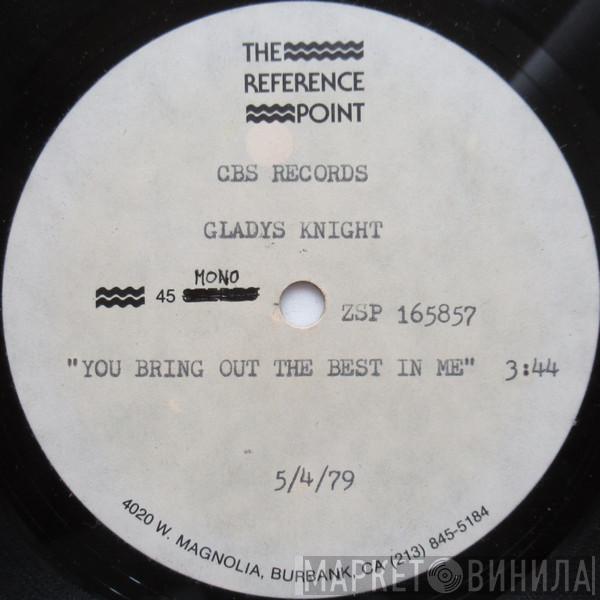 THE
REFERENCE
POINT
CBS RECORDS
GLADYS KNIGHT
MONO
45
ZSP 165857
"YOU BRING OUT THE BEST IN ME" 3:44
5/4/79
4020 W. MAGNOLIA, BURBANK, CA (213) 845-5184
МАРКЕТ ВИНИЛА